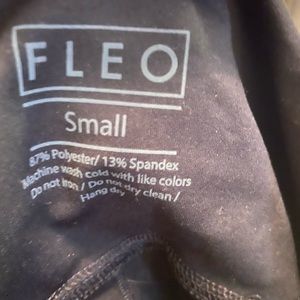 FLEO
Small
87% Polyester/ 13% Spandex
Machine wash cold with like colors
Do not iron / Do not dry clean /
Hang dry